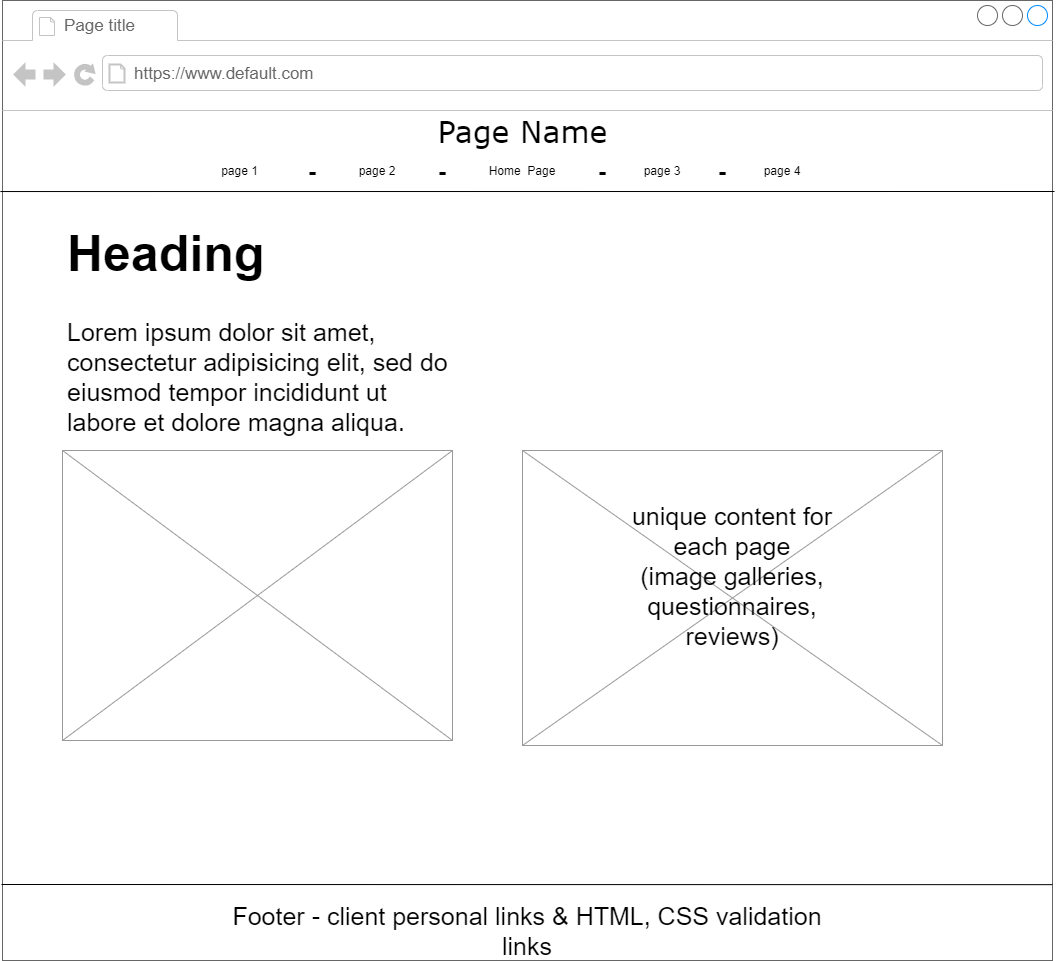 Page title
https://www.default.com
Page Name
page 1 - page 2 - Home Page - page 3 - page 4
Heading
Lorem ipsum dolor sit amet,
consectetur adipisicing elit, sed do
eiusmod tempor incididunt ut
labore et dolore magna aliqua.
unique content for
each page
(image galleries,
questionnaires,
reviews)
Footer - client personal links & HTML, CSS validation
links